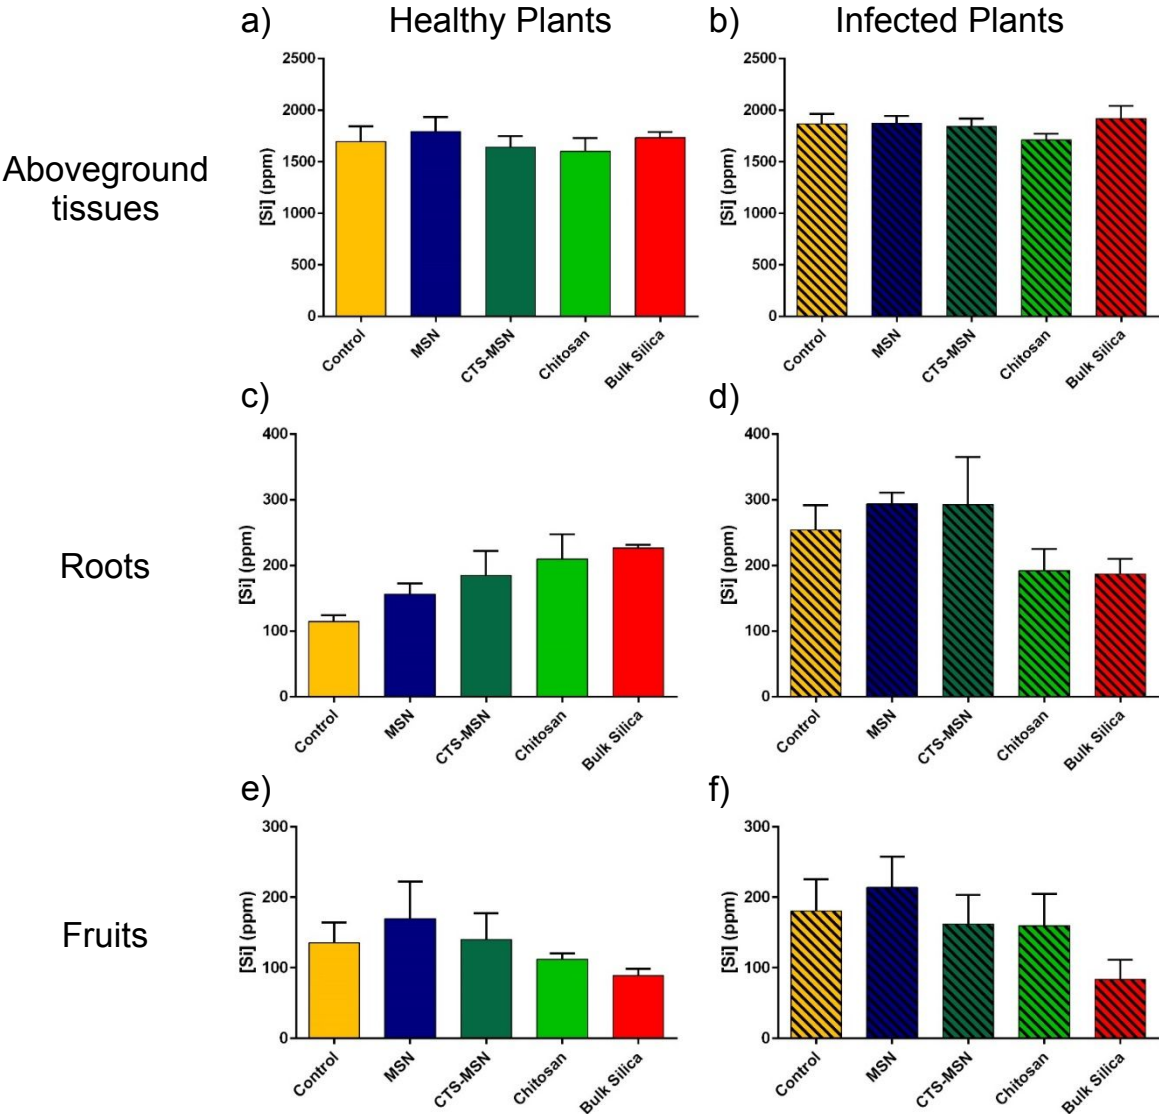 a) Healthy Plants b) Infected Plants
Aboveground
tissues
[Si] (ppm)
2500
2000
1500
1000
500
0
Control MSN CTS-MSN Chitosan Bulk Silica
[Si] (ppm)
2500
2000
1500
1000
500
0
Control MSN CTS-MSN Chitosan Bulk Silica
c) d)
Roots
[Si] (ppm)
400
300
200
100
0
Control MSN CTS-MSN Chitosan Bulk Silica
[Si] (ppm)
400
300
200
100
0
Control MSN CTS-MSN Chitosan Bulk Silica
e) f)
Fruits
[Si] (ppm)
300
200
100
0
Control MSN CTS-MSN Chitosan Bulk Silica
[Si] (ppm)
300
200
100
0
Control MSN CTS-MSN Chitosan Bulk Silica